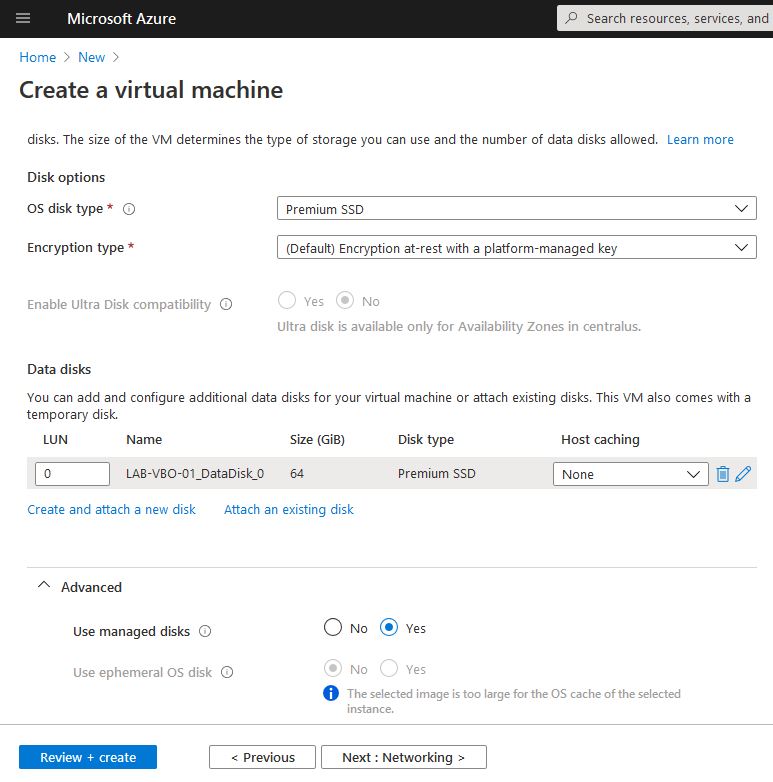 Microsoft Azure
Search resources, services, and
Home > New >
Create a virtual machine
disks. The size of the VM determines the type of storage you can use and the number of data disks allowed. Learn more
Disk options
OS disk type * Premium SSD
Encryption type * (Default) Encryption at-rest with a platform-managed key
Enable Ultra Disk compatibility Yes No
Ultra disk is available only for Availability Zones in centralus.
Data disks
You can add and configure additional data disks for your virtual machine or attach existing disks. This VM also comes with a
temporary disk.
LUN Name Size (GiB) Disk type Host caching
0 LAB-VBO-01_DataDisk_0 64 Premium SSD None
Create and attach a new disk Attach an existing disk
Advanced
Use managed disks No Yes
Use ephemeral OS disk No Yes
The selected image is too large for the OS cache of the selected
instance.
Review + create < Previous Next : Networking >